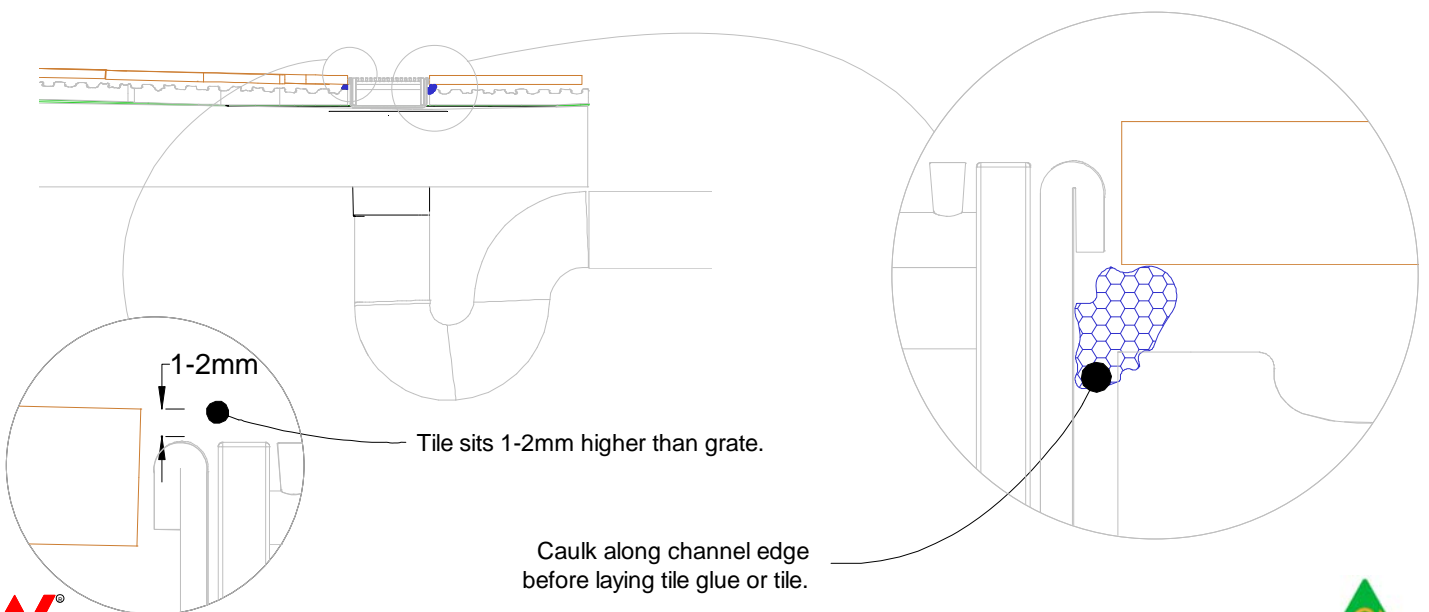 1-2mm
Tile sits 1-2mm higher than grate.
Caulk along channel edge
before laying tile glue or tile.